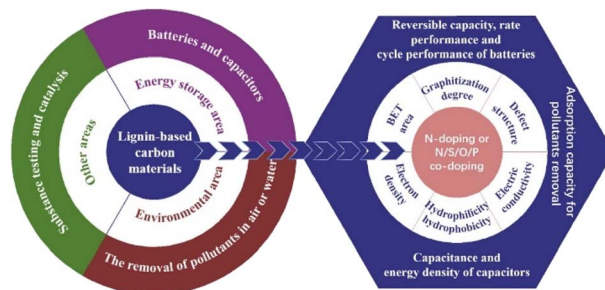 Batteries and capacitors
Energy storage area
Substance testing and catalysis
Other areas
Lignin-based
carbon
materials
Environmental area
The removal of pollutants in air or water
Reversible capacity, rate
performance and
cycle performance of batteries
Graphitization
degree
BET
area
Defect
structure
N-doping or
N/S/O/P
co-doping
Electron
density
Hydrophilicity
hydrophobicity
Electric
conductivity
Adsorption capacity for
pollutants removal
Capacitance and
energy density of capacitors